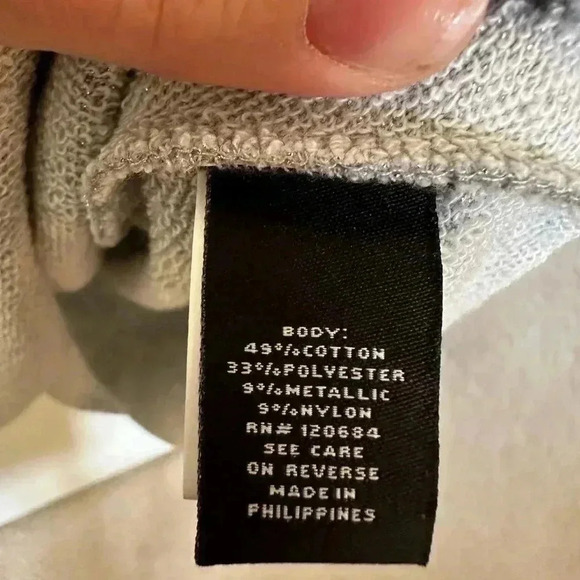 BODY:
49%COTTON
33%POLYESTER
9%METALLIC
9%NYLON
RN# 120684
SEE CARE
ON REVERSE
MADE IN
PHILIPPINES